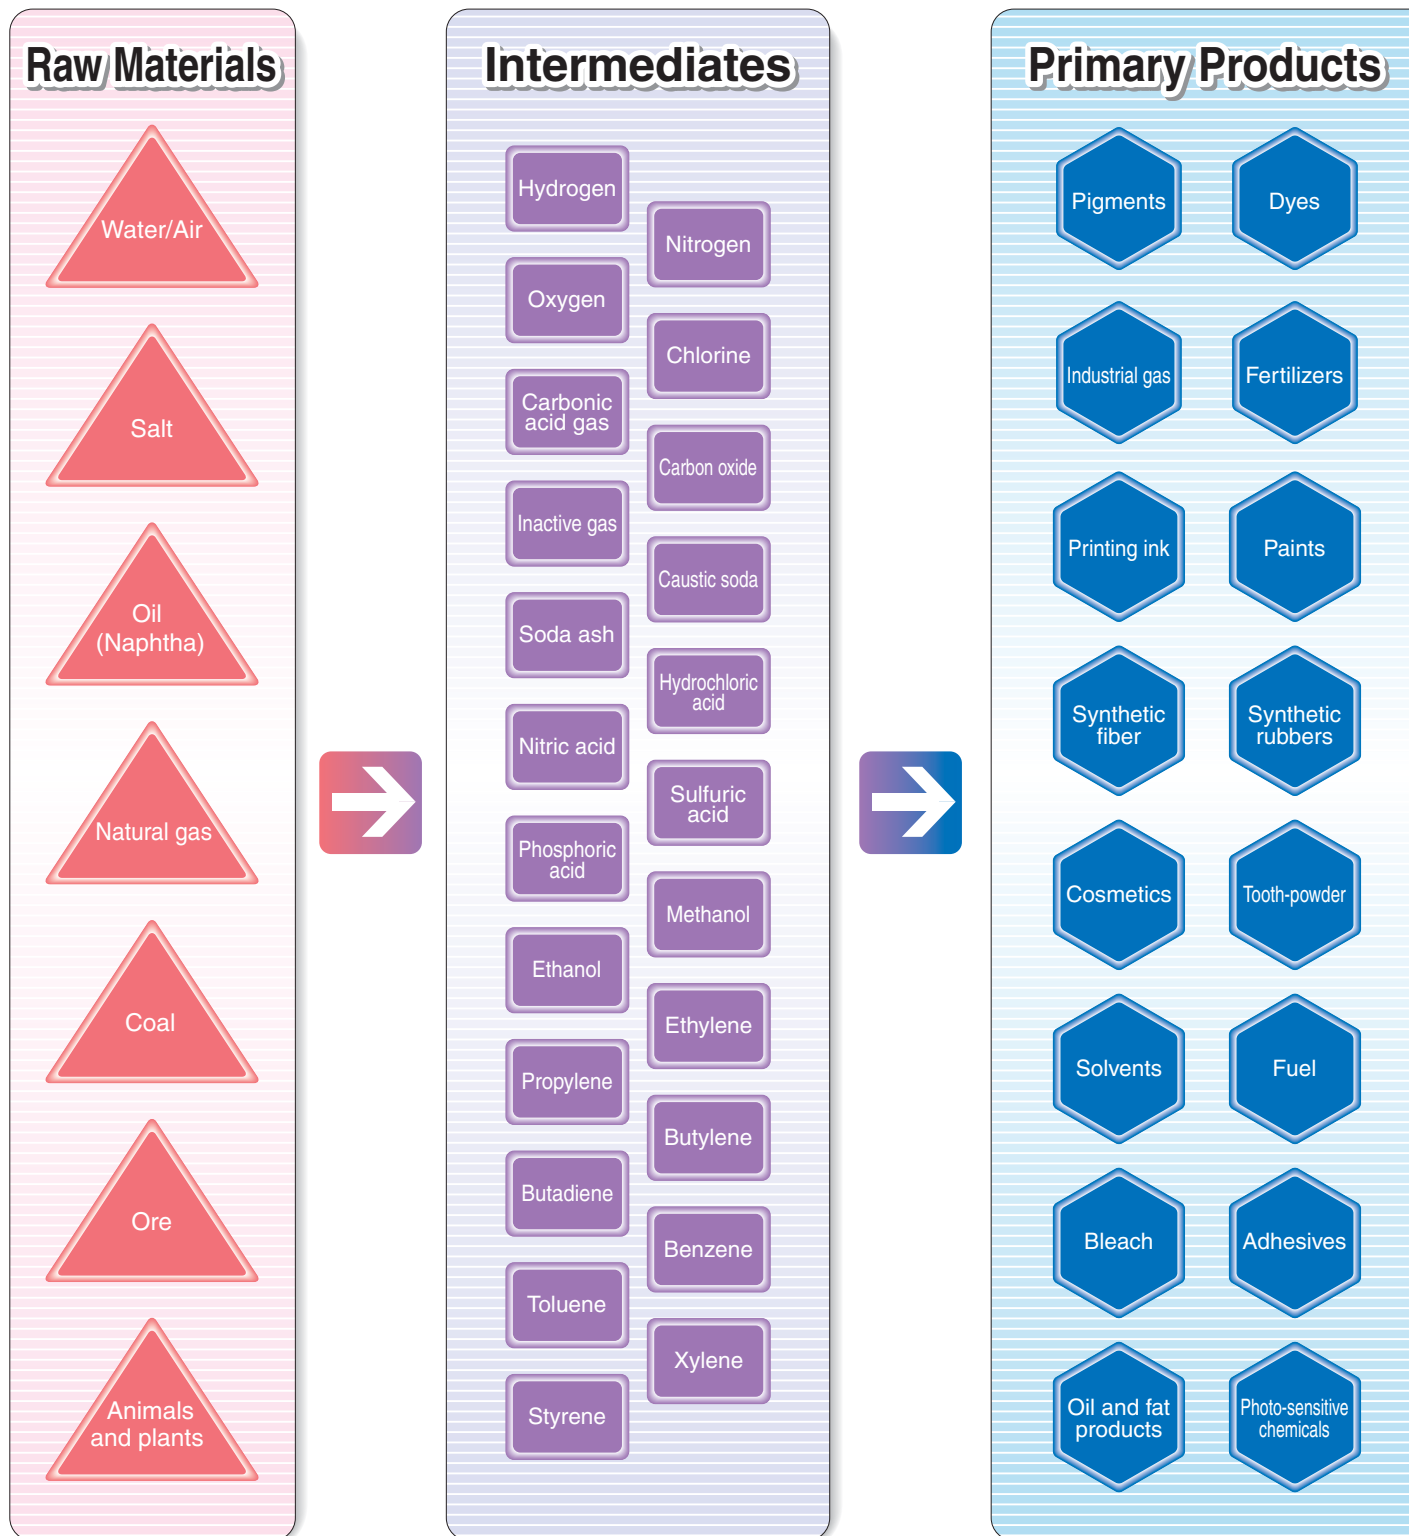 Raw Materials
Water/Air
Salt
Oil
(Naphtha)
Natural gas
Coal
Ore
Animals
and plants
Intermediates
Hydrogen
Nitrogen
Oxygen
Chlorine
Carbonic
acid gas
Carbon oxide
Inactive gas
Caustic soda
Soda ash
Hydrochloric
acid
Nitric acid
Sulfuric
acid
Phosphoric
acid
Methanol
Ethanol
Ethylene
Propylene
Butylene
Butadiene
Benzene
Toluene
Xylene
Styrene
Primary Products
Pigments
Dyes
Industrial gas
Fertilizers
Printing ink
Paints
Synthetic
fiber
Synthetic
rubbers
Cosmetics
Tooth-powder
Solvents
Fuel
Bleach
Adhesives
Oil and fat
products
Photo-sensitive
chemicals